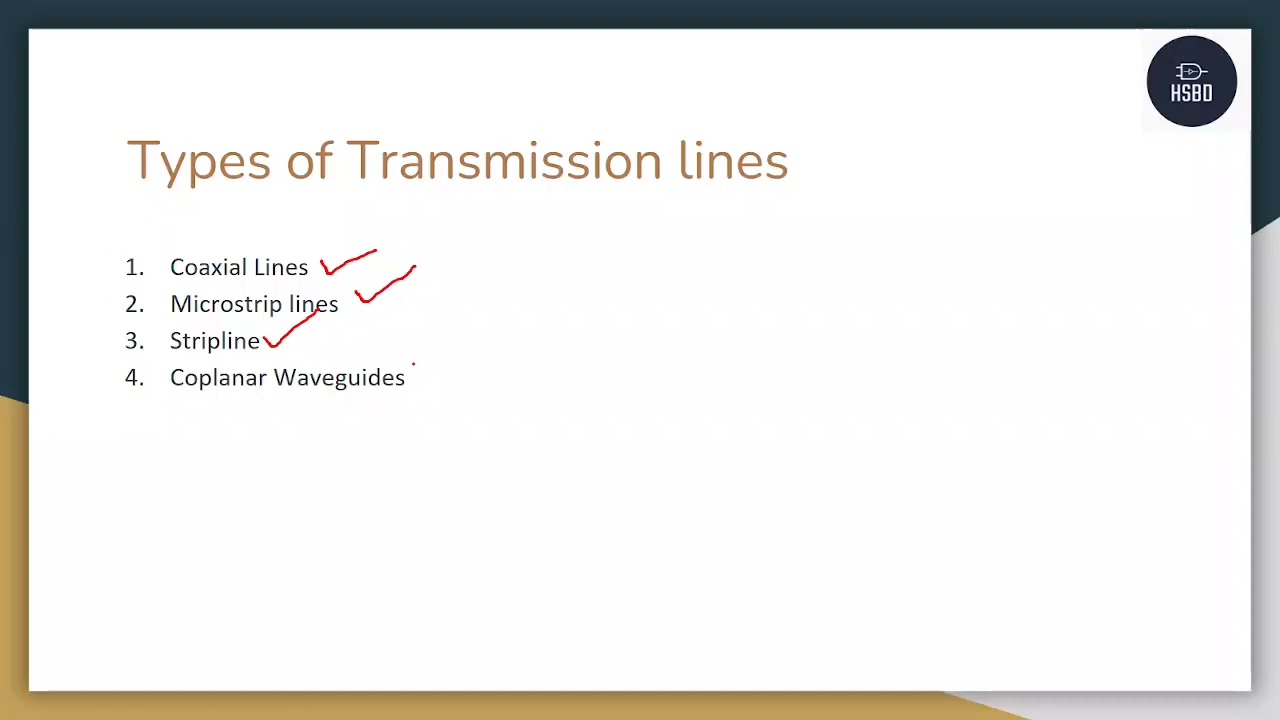 HSBD
Types of Transmission lines
1. Coaxial Lines
2. Microstrip lines
3. Stripline
4. Coplanar Waveguides